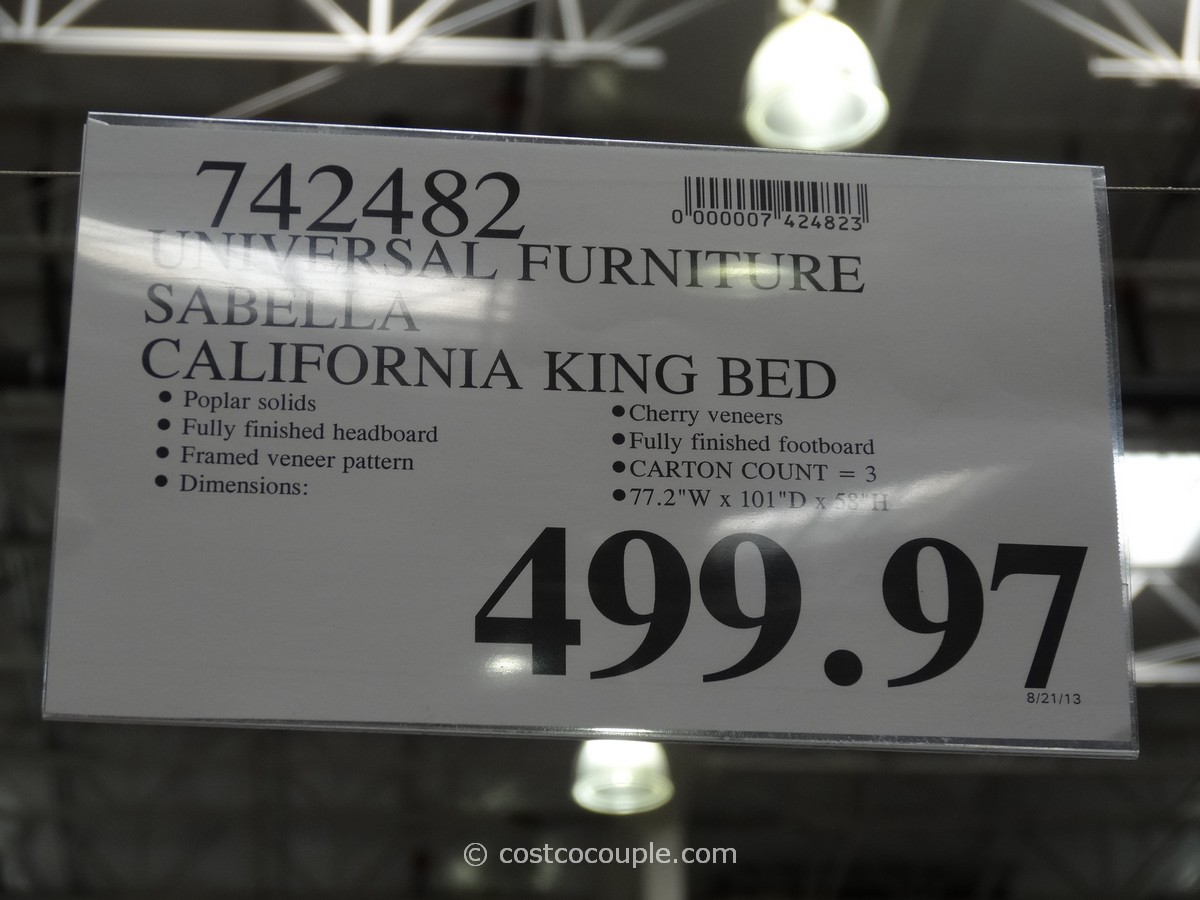 742482
0 000007 424823
UNIVERSAL FURNITURE
SABELLA
CALIFORNIA KING BED
• Poplar solids
• Fully finished headboard
• Framed veneer pattern
• Dimensions:
• Cherry veneers
• Fully finished footboard
• CARTON COUNT = 3
• 77.2"W x 101"D x 58"H
499.97
8/21/13
© costcocouple.com